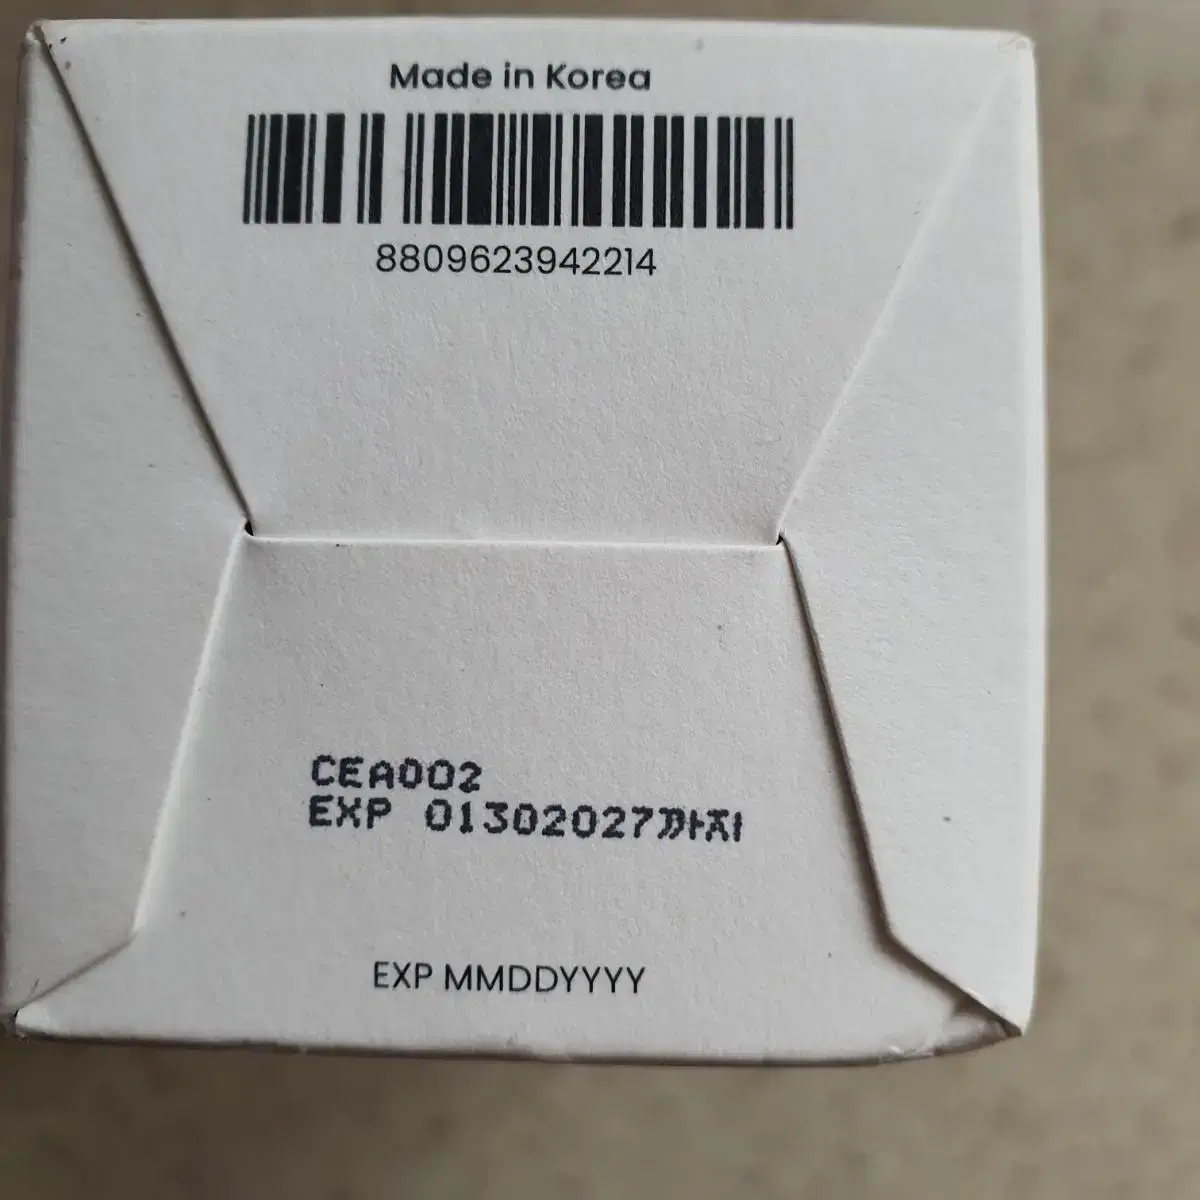 Made in Korea
8809623942214
CEA002
EXP 01302027까지
EXP MMDDYYYY